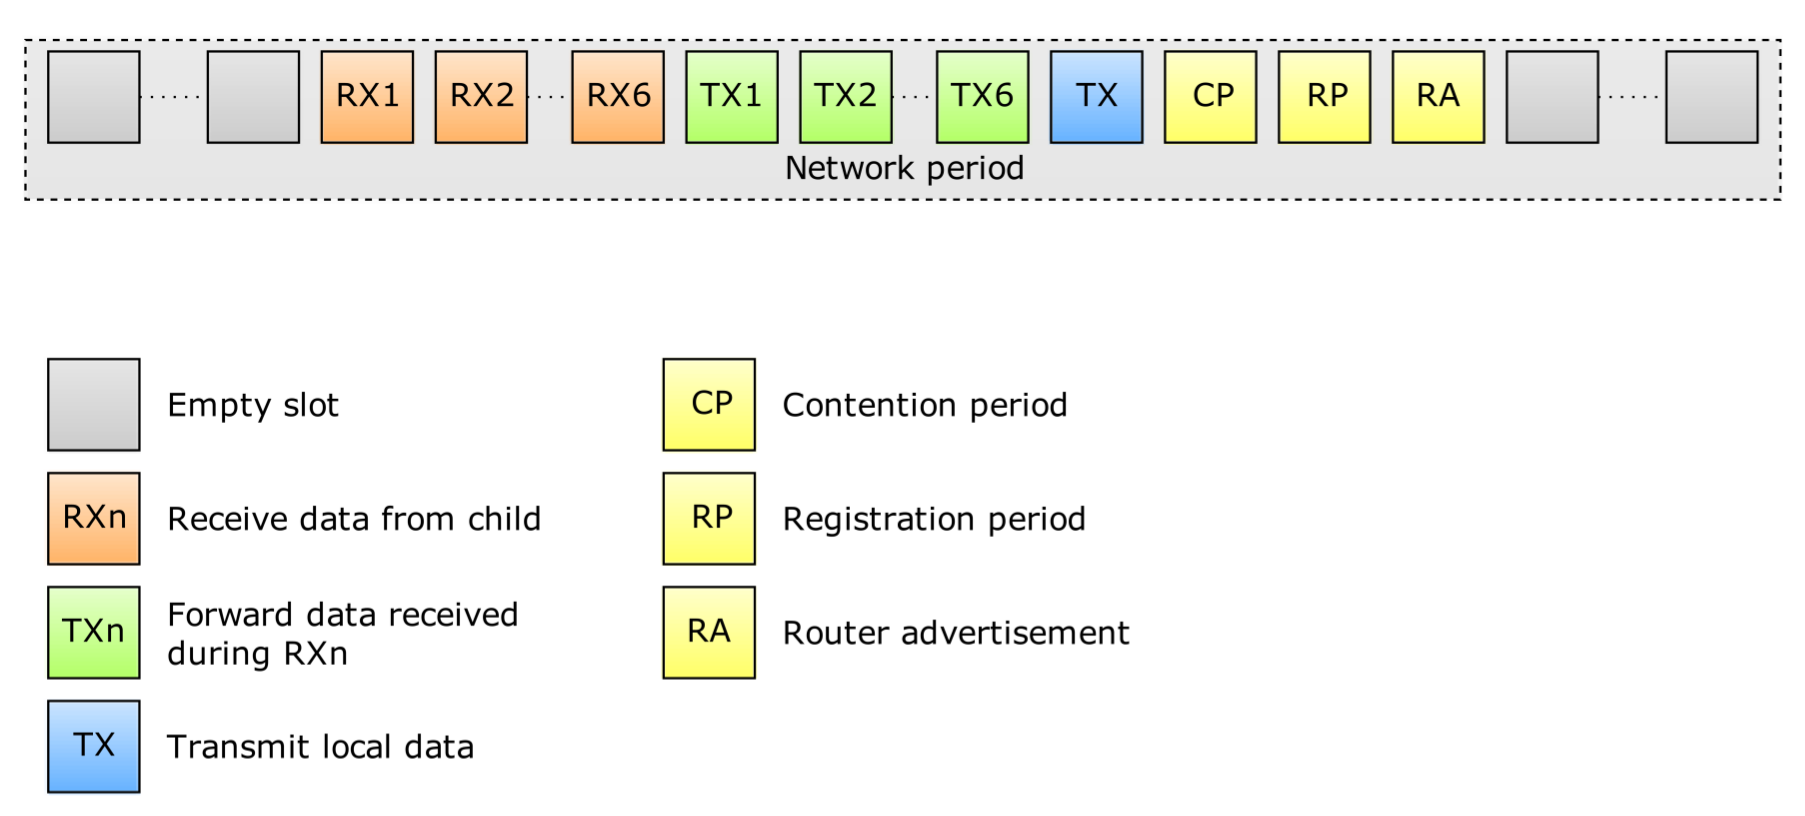 RX1 RX2 RX6 TX1 TX2 TX6 TX CP RP RA
Network period
Empty slot
RXn Receive data from child
TXn Forward data received
during RXn
TX Transmit local data
CP Contention period
RP Registration period
RA Router advertisement